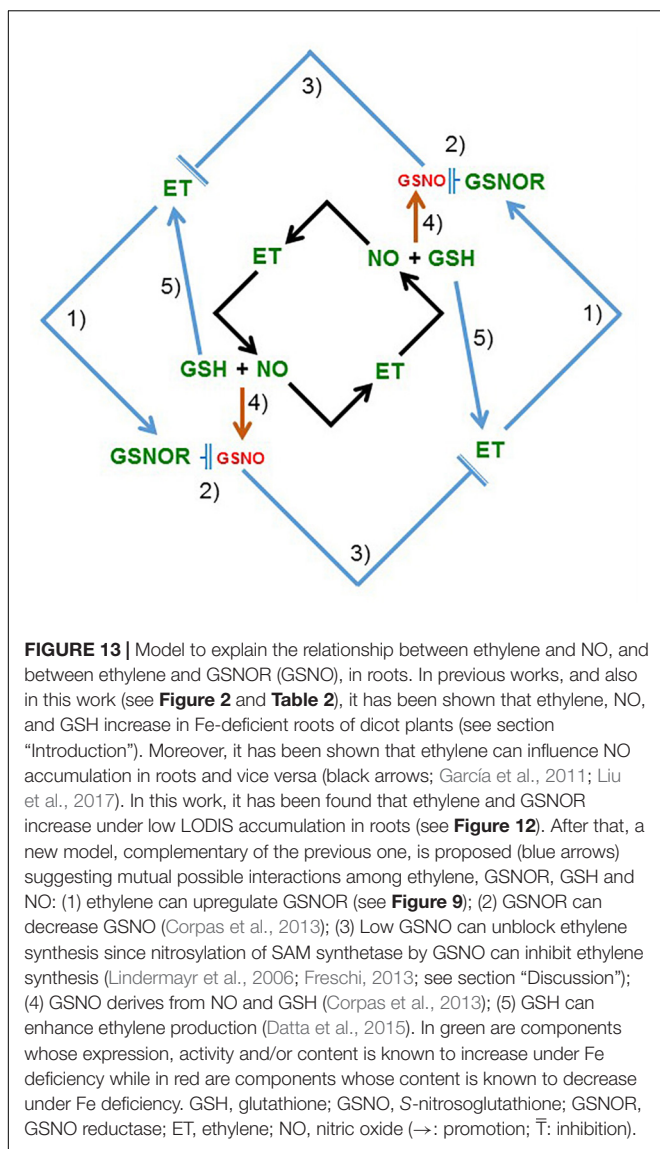 3)
2)
ET
GSNO
GSNOR
4)
ET
NO + GSH
5)
1)
1)
5)
GSH + NO
ET
4)
ET
GSNOR
GSNO
2)
3)
FIGURE 13 | Model to explain the relationship between ethylene and NO, and
between ethylene and GSNOR (GSNO), in roots. In previous works, and also
in this work (see Figure 2 and Table 2), it has been shown that ethylene, NO,
and GSH increase in Fe-deficient roots of dicot plants (see section
“Introduction”). Moreover, it has been shown that ethylene can influence NO
accumulation in roots and vice versa (black arrows; García et al., 2011; Liu
et al., 2017). In this work, it has been found that ethylene and GSNOR
increase under low LODIS accumulation in roots (see Figure 12). After that, a
new model, complementary of the previous one, is proposed (blue arrows)
suggesting mutual possible interactions among ethylene, GSNOR, GSH and
NO: (1) ethylene can upregulate GSNOR (see Figure 9); (2) GSNOR can
decrease GSNO (Corpas et al., 2013); (3) Low GSNO can unblock ethylene
synthesis since nitrosylation of SAM synthetase by GSNO can inhibit ethylene
synthesis (Lindermayr et al., 2006; Freschi, 2013; see section “Discussion”);
(4) GSNO derives from NO and GSH (Corpas et al., 2013); (5) GSH can
enhance ethylene production (Datta et al., 2015). In green are components
whose expression, activity and/or content is known to increase under Fe
deficiency while in red are components whose content is known to decrease
under Fe deficiency. GSH, glutathione; GSNO, S-nitrosoglutathione; GSNOR,
GSNO reductase; ET, ethylene; NO, nitric oxide (→: promotion; T̅: inhibition).